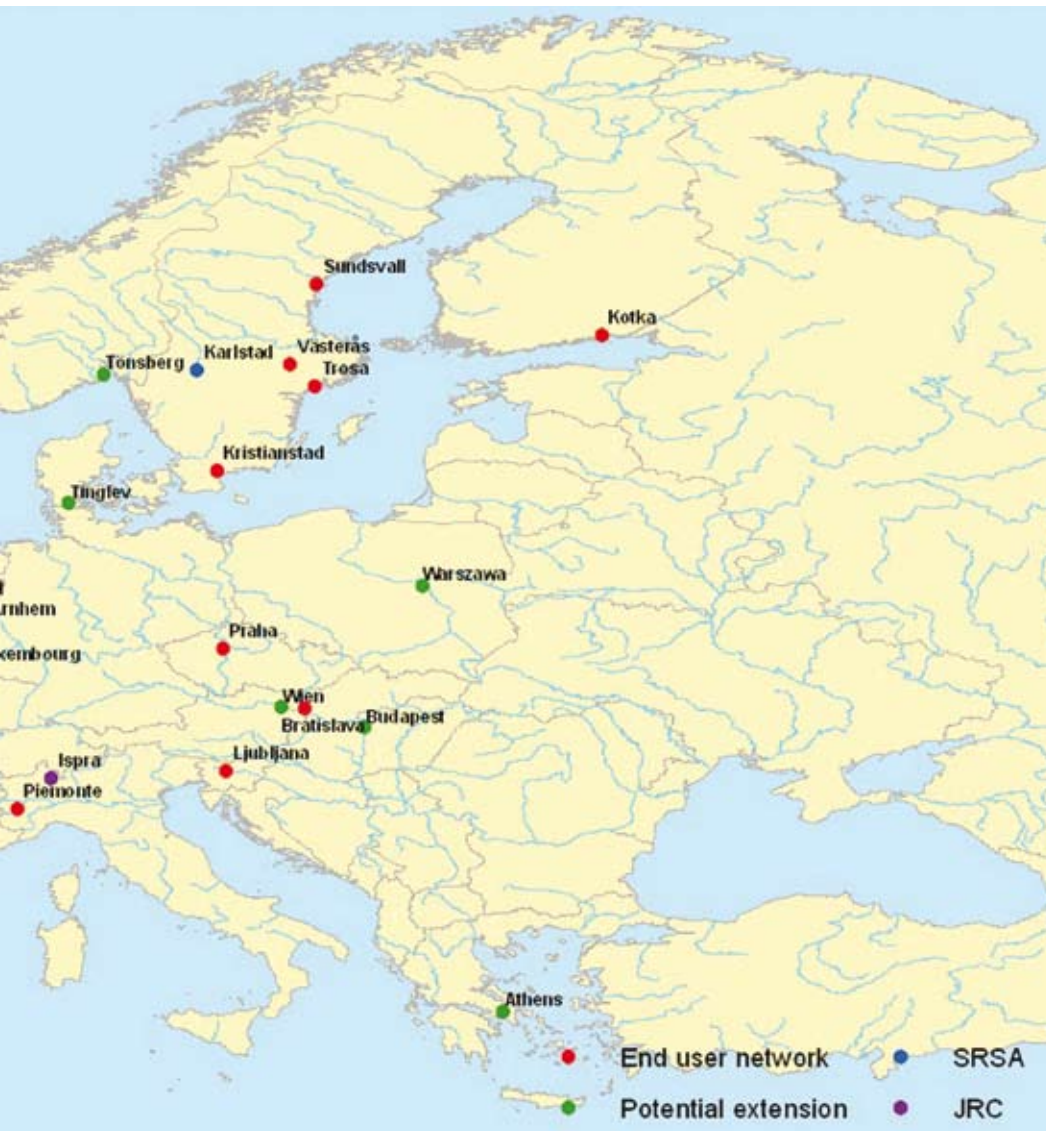 Sundsvall
Kotka
Västerås
Karlstad
Tönsberg
Trosa
Kristianstad
Tinglev
Warszawa
rnhem
Praha
xembourg
Wien
Budapest
Bratislava
Ljubljana
Ispra
Piemonte
Athens
End user network
SRSA
Potential extension
JRC